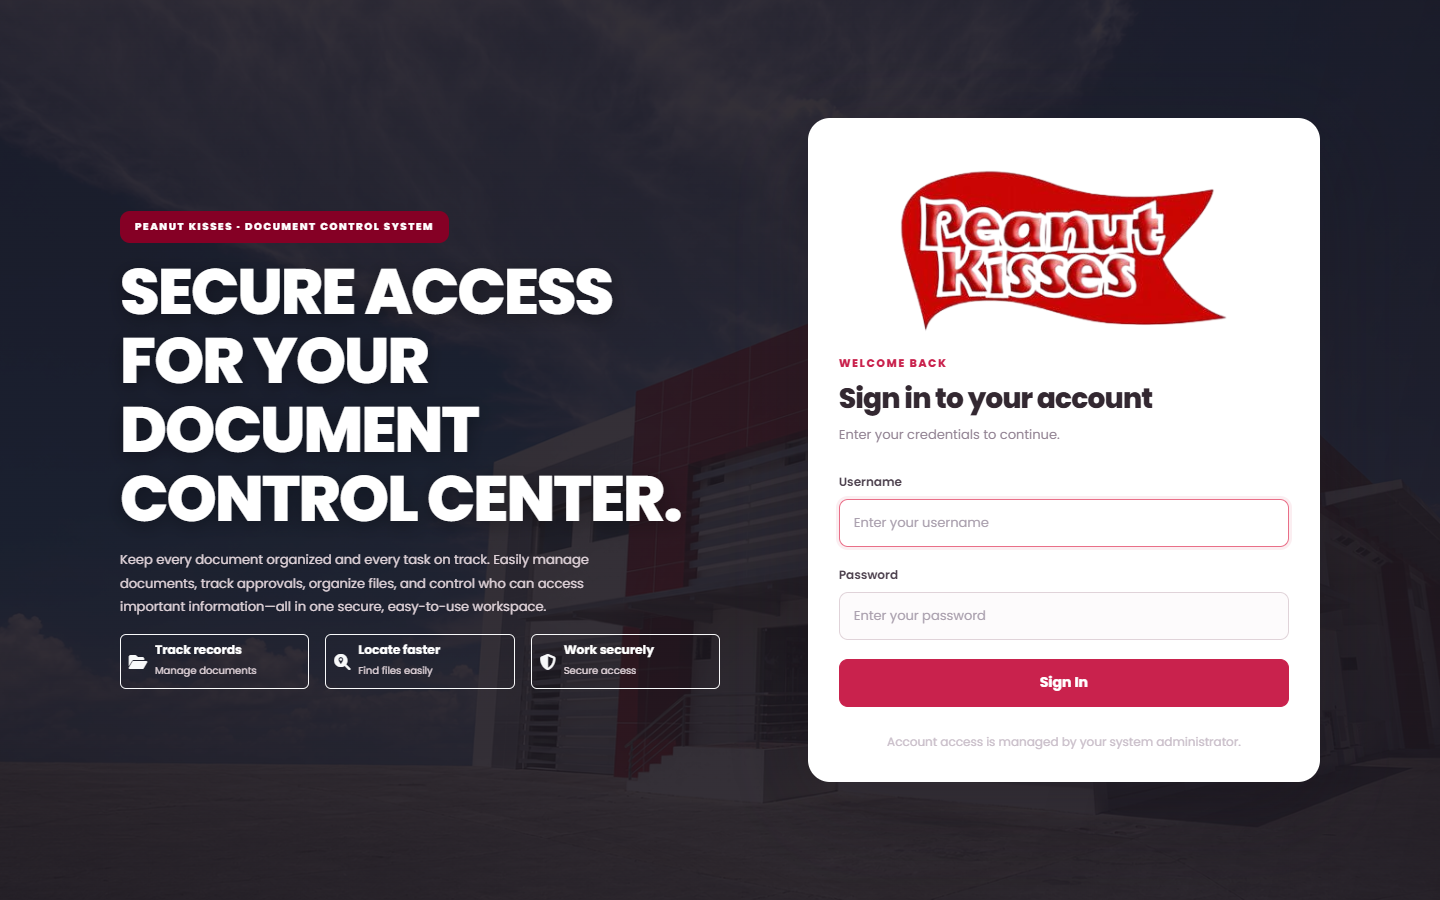 PEANUT KISSES - DOCUMENT CONTROL SYSTEM
SECURE ACCESS
FOR YOUR
DOCUMENT
CONTROL CENTER.
Keep every document organized and every task on track. Easily manage
documents, track approvals, organize files, and control who can access
important information—all in one secure, easy-to-use workspace.
Track records
Manage documents
Locate faster
Find files easily
Work securely
Secure access
Peanut
Kisses
WELCOME BACK
Sign in to your account
Enter your credentials to continue.
Username
Enter your username
Password
Enter your password
Sign In
Account access is managed by your system administrator.